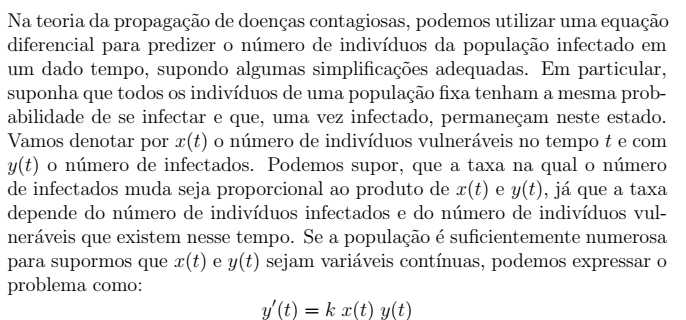 Na teoria da propagação de doenças contagiosas, podemos utilizar uma equação
diferencial para predizer o número de indivíduos da população infectado em
um dado tempo, supondo algumas simplificações adequadas. Em particular,
suponha que todos os indivíduos de uma população fixa tenham a mesma prob-
abilidade de se infectar e que, uma vez infectado, permaneçam neste estado.
Vamos denotar por x(t) o número de indivíduos vulneráveis no tempo t e com
y(t) o número de infectados. Podemos supor, que a taxa na qual o número
de infectados muda seja proporcional ao produto de x(t) e y(t), já que a taxa
depende do número de indivíduos infectados e do número de indivíduos vul-
neráveis que existem nesse tempo. Se a população é suficientemente numerosa
para supormos que x(t) e y(t) sejam variáveis contínuas, podemos expressar o
problema como:
y′(t) = k x(t) y(t)